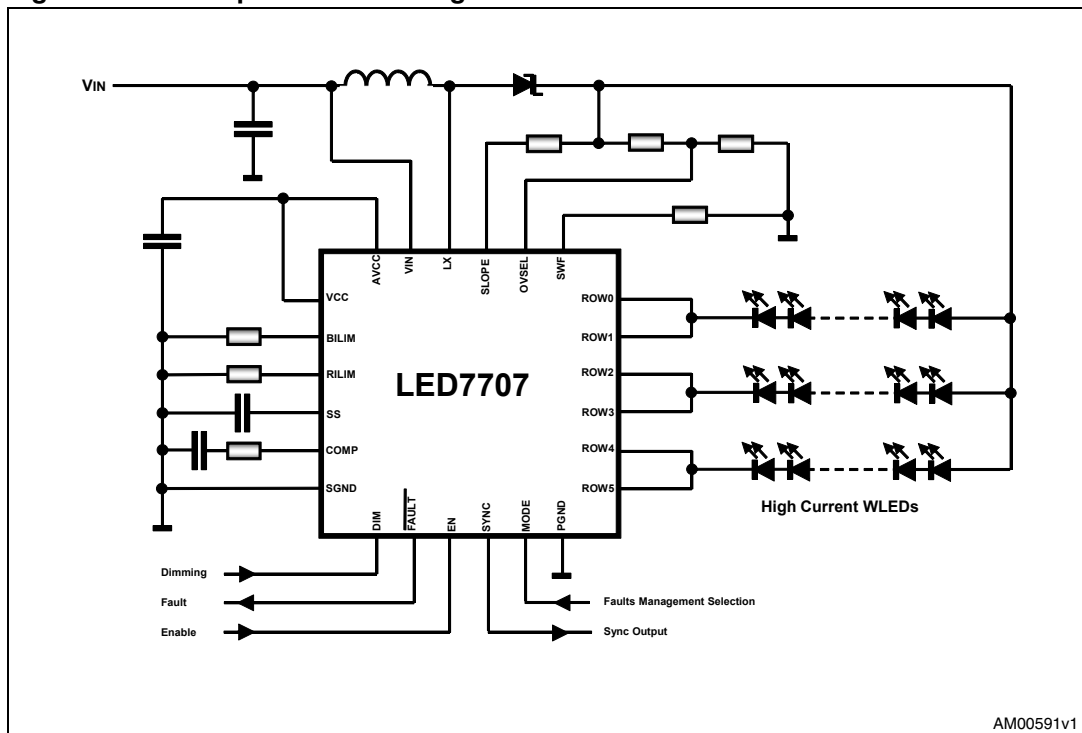 VIN
AVCC
VIN
LX
SLOPE
OVSEL
SWF
VCC
BILIM
RILIM
SS
COMP
SGND
LED7707
ROW0
ROW1
ROW2
ROW3
ROW4
ROW5
High Current WLEDs
DIM
FAULT
EN
SYNC
MODE
PGND
Dimming
Fault
Enable
Faults Management Selection
Sync Output
AM00591v1